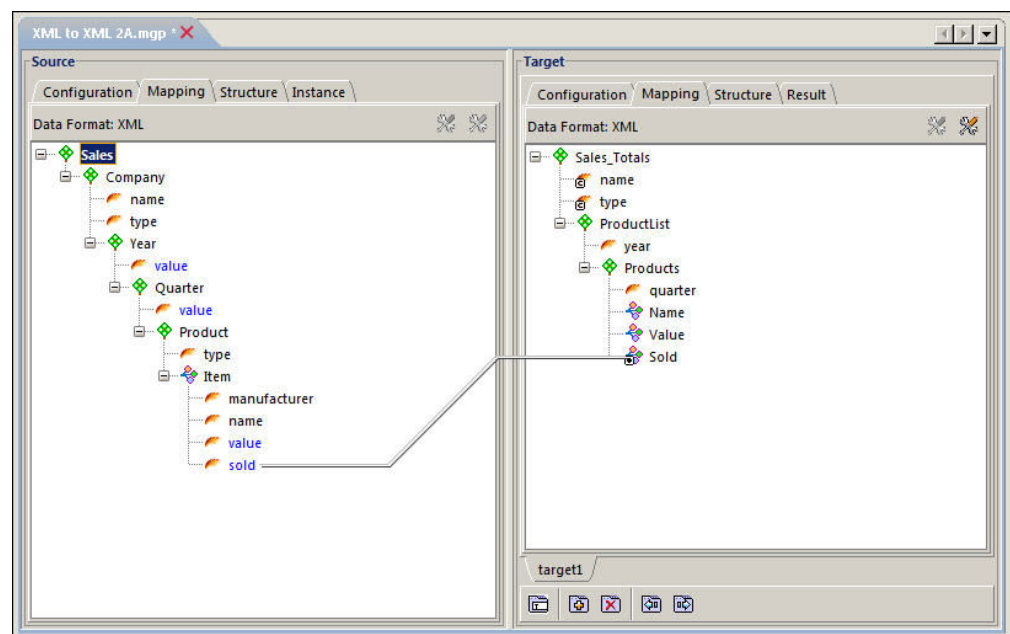 XML to XML 2A.mgp *
Source
Configuration Mapping Structure Instance
Data Format: XML
Sales
Company
name
type
Year
value
Quarter
value
Product
type
Item
manufacturer
name
value
sold
Target
Configuration Mapping Structure Result
Data Format: XML
Sales_Totals
name
type
ProductList
year
Products
quarter
Name
Value
Sold
target1